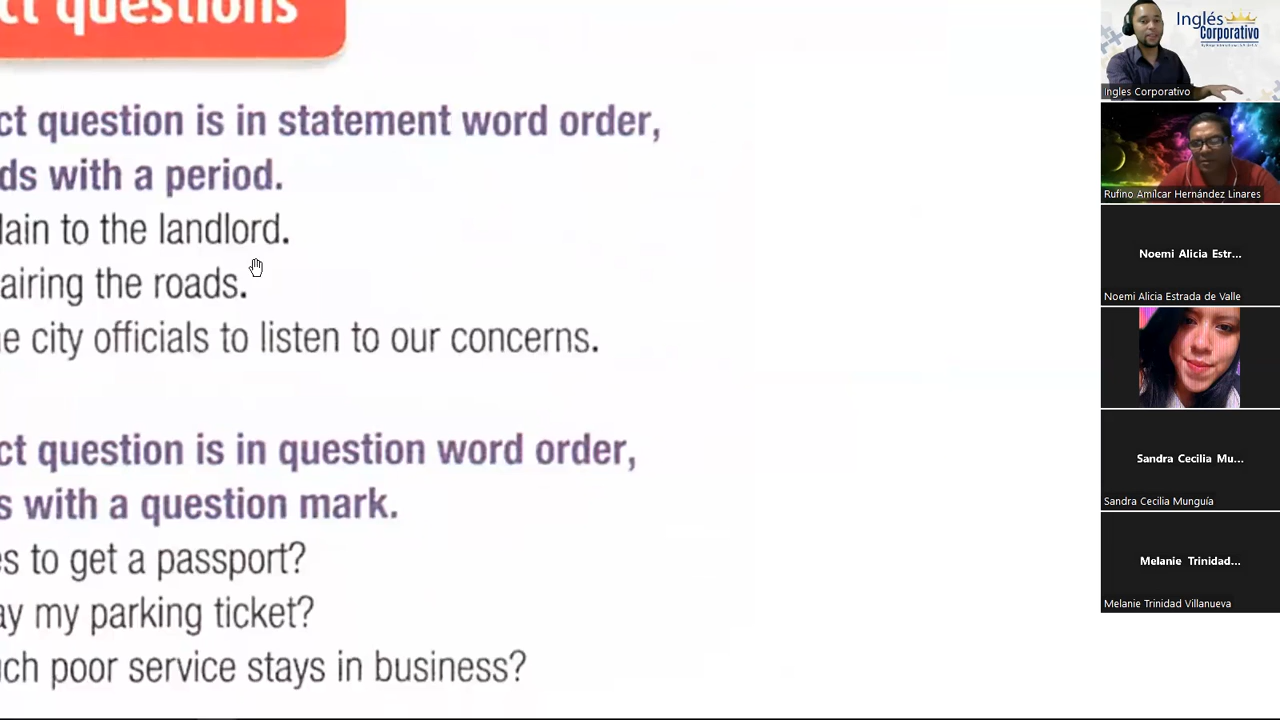 ct questions
ct question is in statement word order,
ds with a period.
lain to the landlord.
airing the roads.
e city officials to listen to our concerns.
ct question is in question word order,
s with a question mark.
es to get a passport?
ay my parking ticket?
uch poor service stays in business?
Inglés
Corporativo
Ingles Corporativo
Rufino Amílcar Hernández Linares
Noemi Alicia Estr...
Noemi Alicia Estrada de Valle
Sandra Cecilia Mu...
Sandra Cecilia Munguía
Melanie Trinidad...
Melanie Trinidad Villanueva